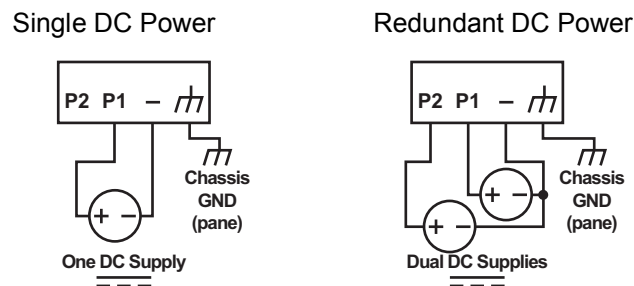 Single DC Power
P2 P1 –
Chassis
GND
(pane)
+ –
One DC Supply
Redundant DC Power
P2 P1 –
Chassis
GND
(pane)
+ –
+ –
Dual DC Supplies